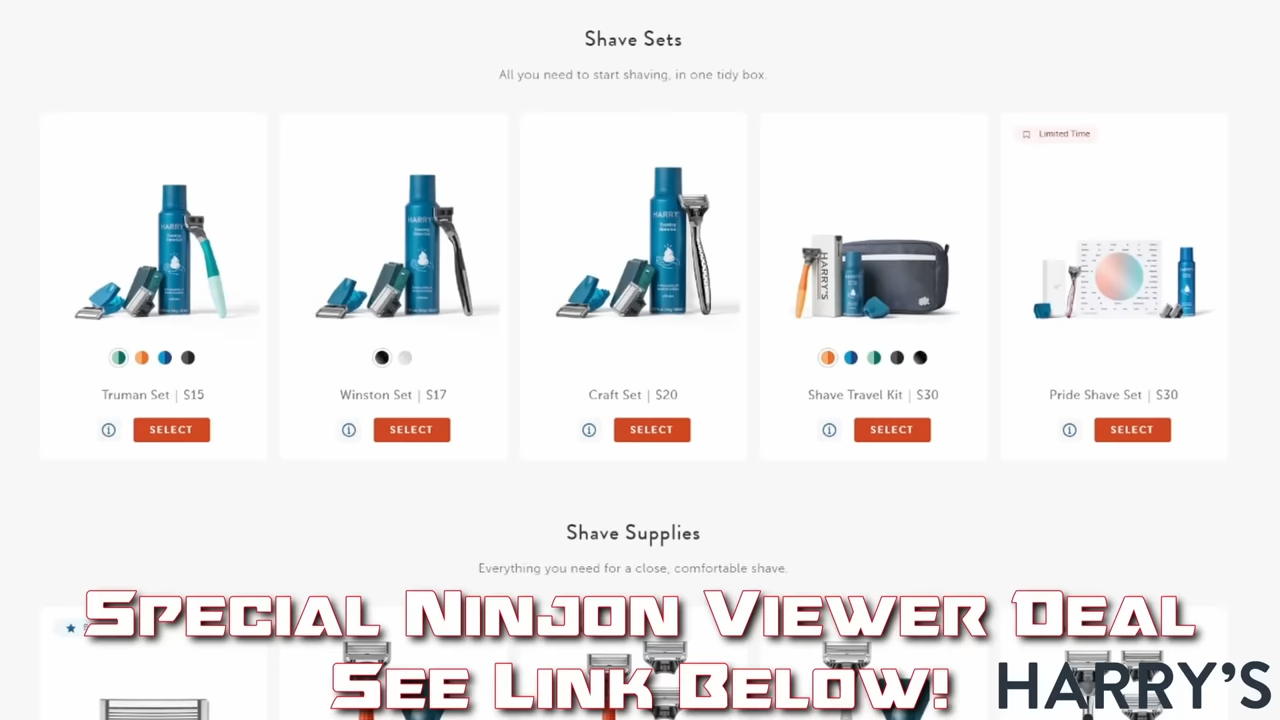 Shave Sets
All you need to start shaving, in one tidy box.
Limited Time
HARRY'S
Truman Set | $15
Winston Set | $17
Craft Set | $20
Shave Travel Kit | $30
Pride Shave Set | $30
SELECT
SELECT
SELECT
SELECT
SELECT
Shave Supplies
Everything you need for a close, comfortable shave.
Special Ninjon Viewer Deal
See Link Below!
HARRY'S